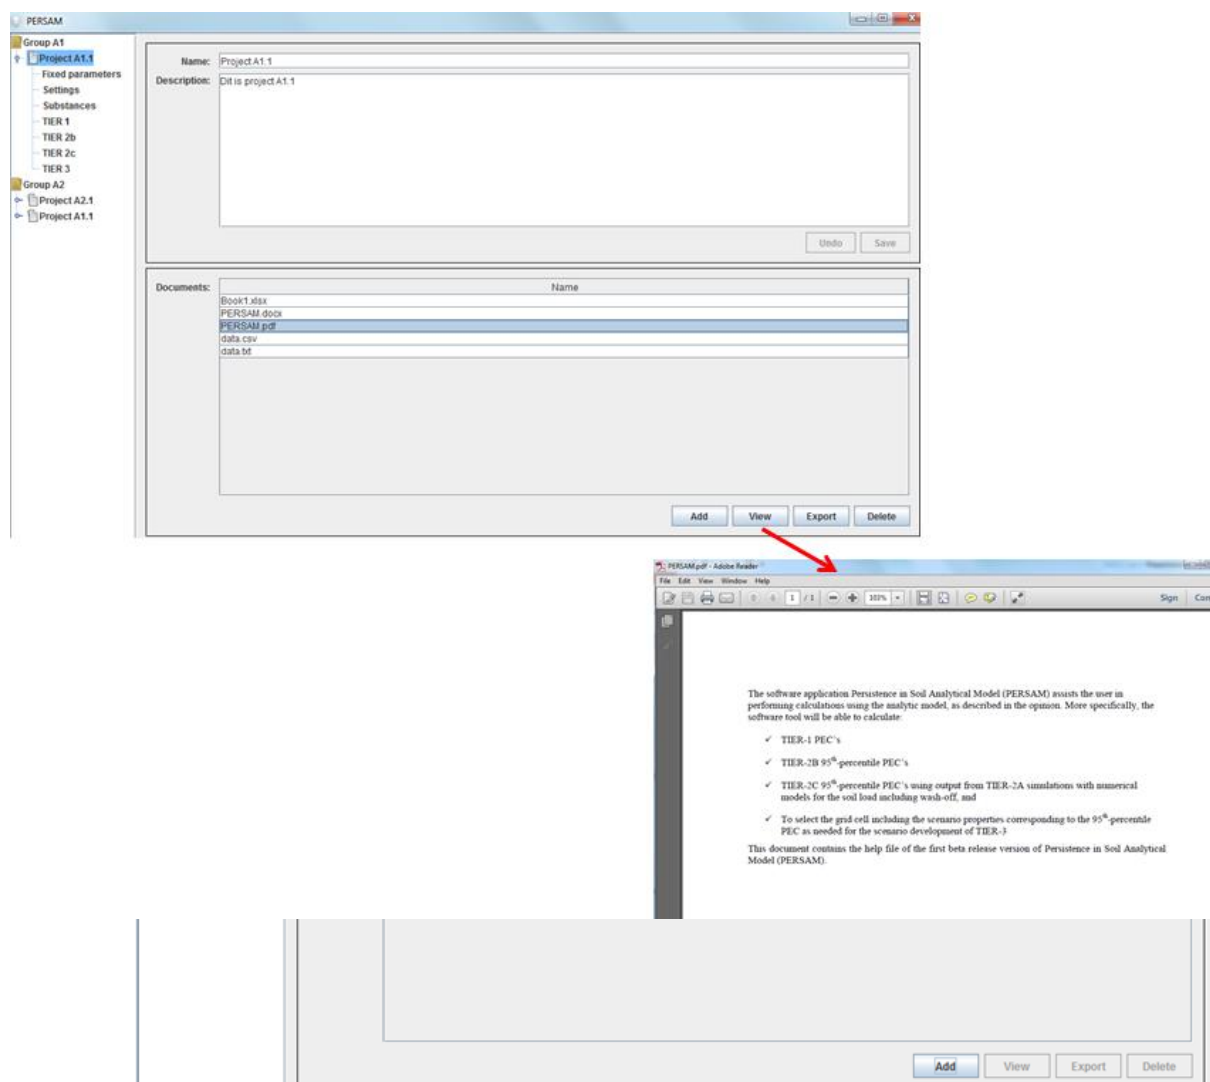 PERSAM
Group A1
Project A1.1
Fixed parameters
Settings
Substances
TIER 1
TIER 2b
TIER 2c
TIER 3
Group A2
Project A2.1
Project A1.1
Name: Project A1.1
Description: Dit is project A1.1
Undo Save
Documents: Name
Book1.xlsx
PERSAM.docx
PERSAM.pdf
data.csv
data.txt
Add View Export Delete
PERSAM.pdf - Adobe Reader
File Edit View Window Help
1 / 1 103% Sign Com
The software application Persistence in Soil Analytical Model (PERSAM) assists the user in
performing calculations using the analytic model, as described in the opinion. More specifically, the
software tool will be able to calculate:
✓ TIER-1 PEC's
✓ TIER-2B 95th-percentile PEC's
✓ TIER-2C 95th-percentile PEC's using output from TIER-2A simulations with numerical
models for the soil load including wash-off, and
✓ To select the grid cell including the scenario properties corresponding to the 95th-percentile
PEC as needed for the scenario development of TIER-3
This document contains the help file of the first beta release version of Persistence in Soil Analytical
Model (PERSAM).
Add View Export Delete